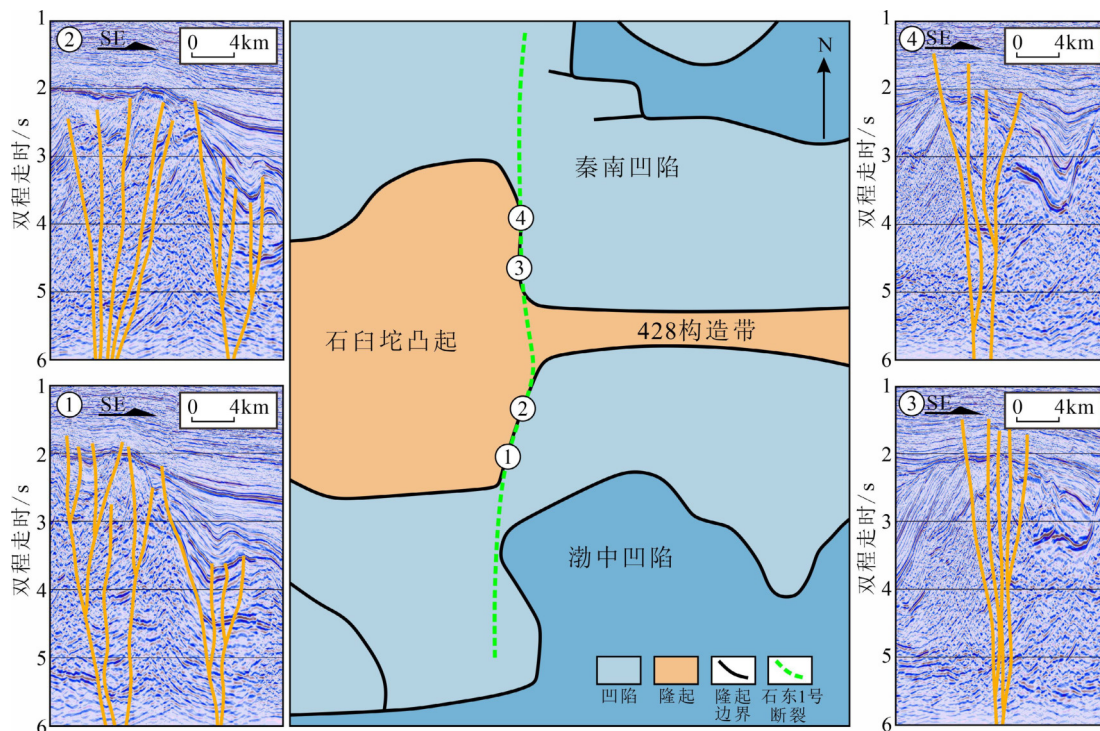 ②
SE
0 4km
双程走时/s
1
2
3
4
5
6
①
SE
0 4km
双程走时/s
1
2
3
4
5
6
N
秦南凹陷
④
③
石臼坨凸起
428构造带
②
①
渤中凹陷
凹陷
隆起
隆起
边界
石东1号
断裂
④
SE
0 4km
双程走时/s
1
2
3
4
5
6
③
SE
0 4km
双程走时/s
1
2
3
4
5
6